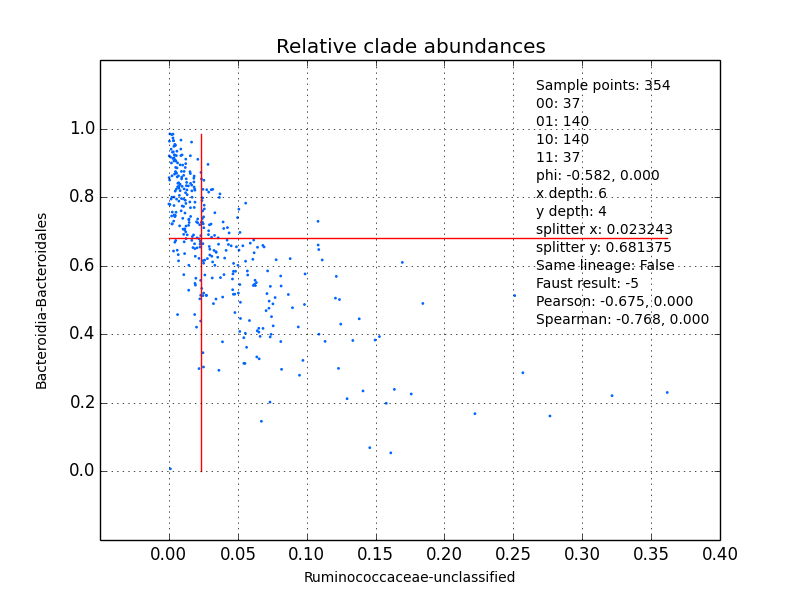 Relative clade abundances
Sample points: 354
00: 37
01: 140
10: 140
11: 37
phi: -0.582, 0.000
x depth: 6
y depth: 4
splitter x: 0.023243
splitter y: 0.681375
Same lineage: False
Faust result: -5
Pearson: -0.675, 0.000
Spearman: -0.768, 0.000
Bacteroidia-Bacteroidales
1.0
0.8
0.6
0.4
0.2
0.0
0.00 0.05 0.10 0.15 0.20 0.25 0.30 0.35 0.40
Ruminococcaceae-unclassified